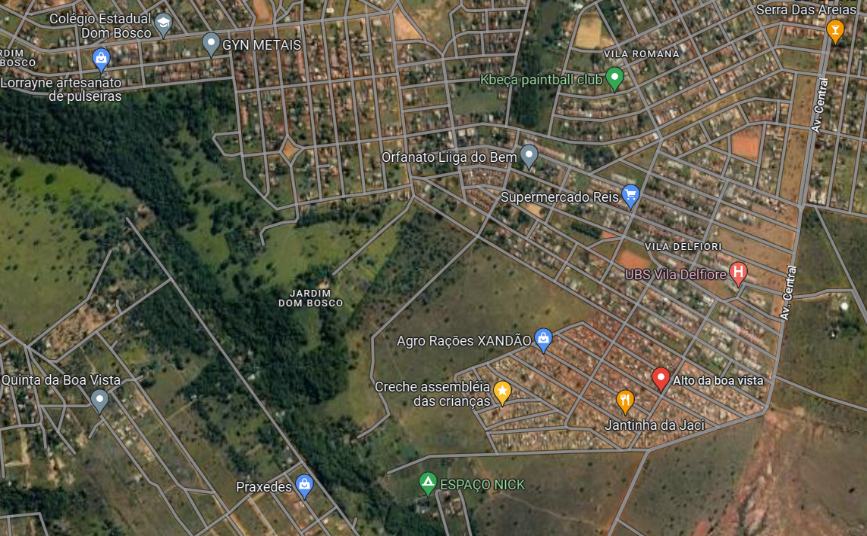 Colégio Estadual
Dom Bosco
GYN METAIS
RDIM
BOSCO
Lorrayne artesanato
de pulseiras
Serra Das Areias
VILA ROMANA
Kbeça paintball club
Av. Central
Orfanato Liiga do Bem
Supermercado Reis
VILA DELFIORI
UBS Vila Delfiore
Av. Central
JARDIM
DOM BOSCO
Agro Rações XANDÃO
Quinta da Boa Vista
Creche assembléia
das crianças
Alto da boa vista
Jantinha da Jaci
Praxedes
ESPAÇO NICK